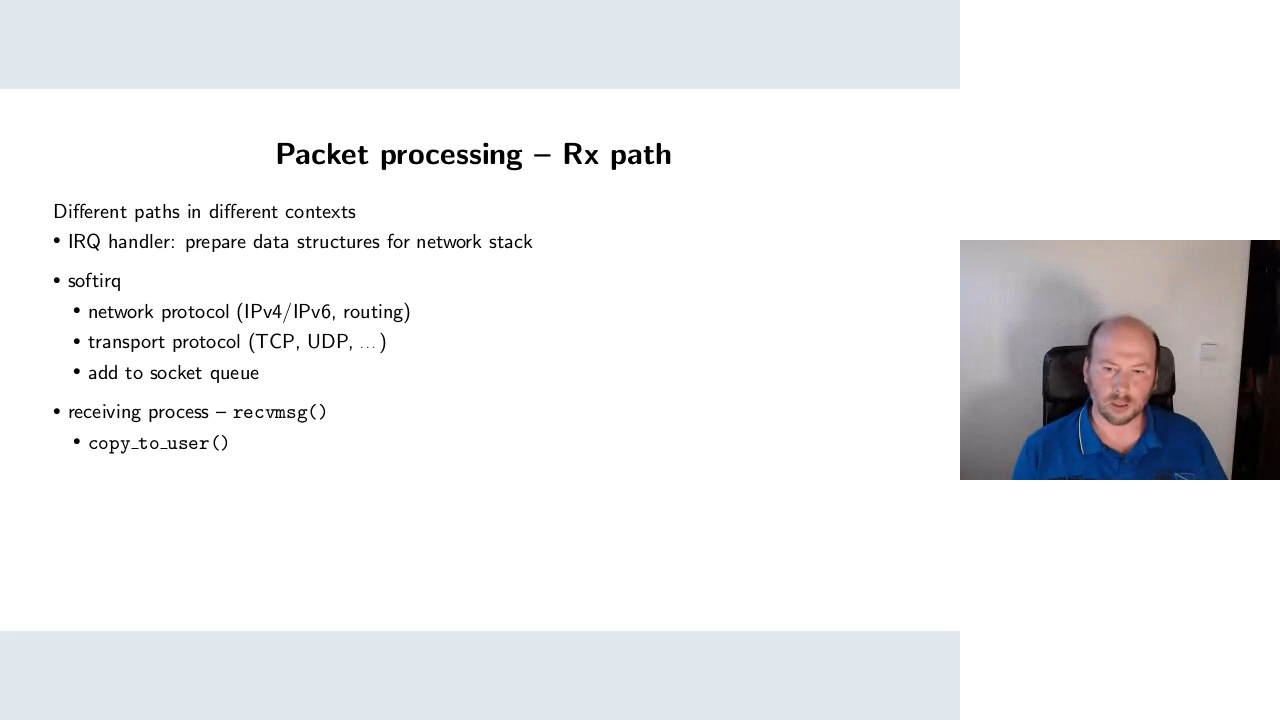 Packet processing – Rx path
Different paths in different contexts
• IRQ handler: prepare data structures for network stack
• softirq
• network protocol (IPv4/IPv6, routing)
• transport protocol (TCP, UDP, ...)
• add to socket queue
• receiving process – recvmsg()
• copy_to_user()